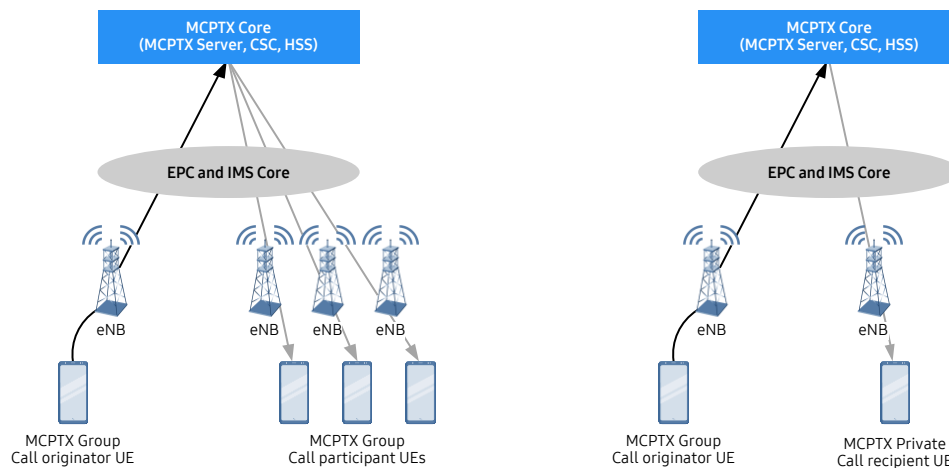 MCPTX Core
(MCPTX Server, CSC, HSS)
EPC and IMS Core
eNB
eNB
eNB
eNB
MCPTX Group
Call originator UE
MCPTX Group
Call participant UEs
MCPTX Core
(MCPTX Server, CSC, HSS)
EPC and IMS Core
eNB
eNB
MCPTX Group
Call originator UE
MCPTX Private
Call recipient UE